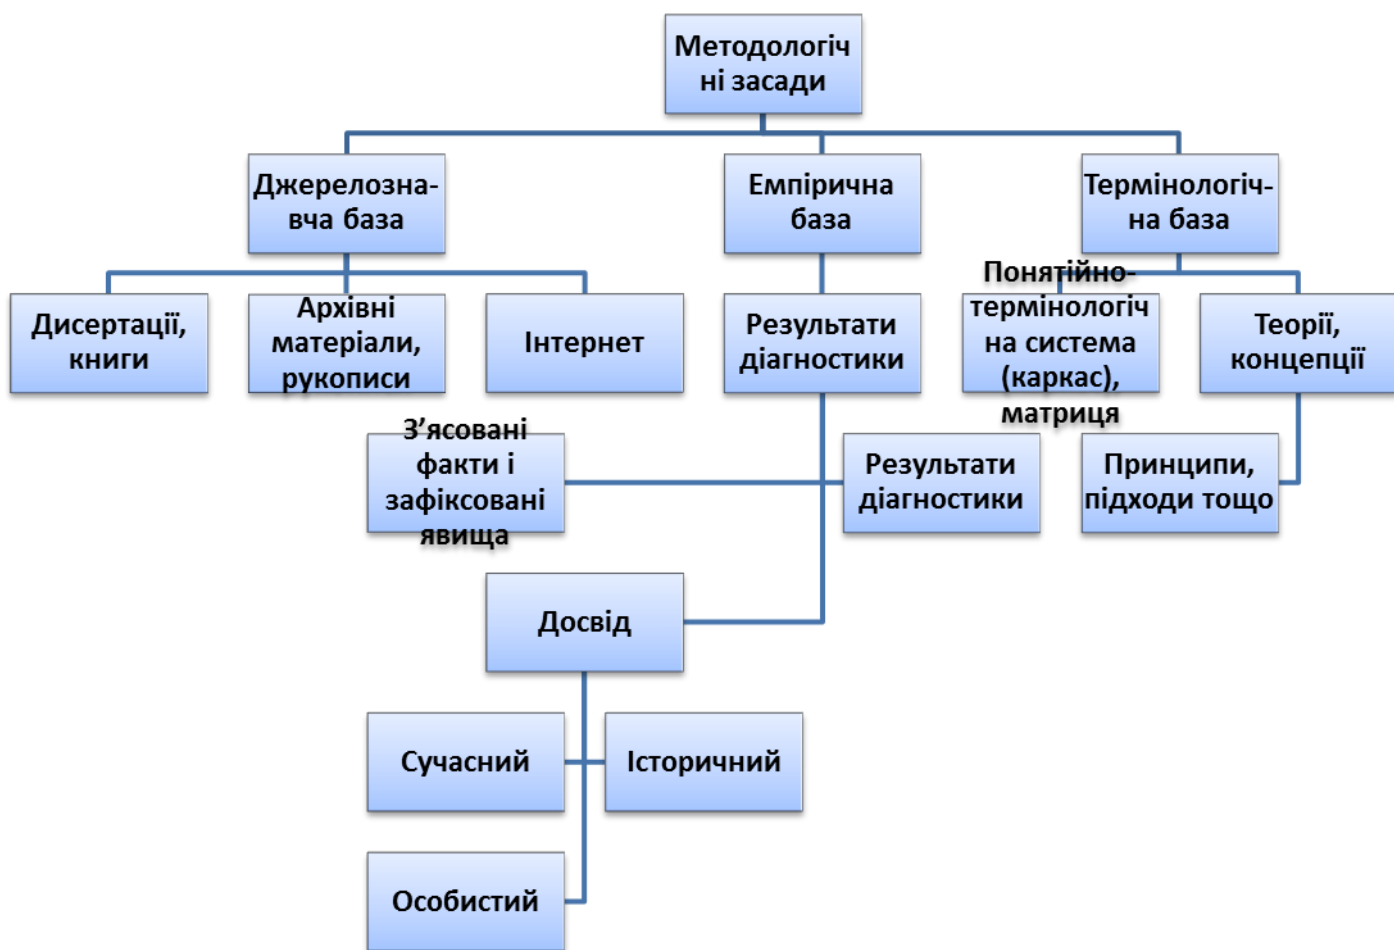 Методологіч
ні засади
Джерелозна-
вча база
Емпірична
база
Термінологіч-
на база
Дисертації,
книги
Архівні
матеріали,
рукописи
Інтернет
Результати
діагностики
Понятійно-
термінологіч
на система
(каркас),
матриця
Теорії,
концепції
З’ясовані
факти і
зафіксовані
явища
Результати
діагностики
Принципи,
підходи тощо
Досвід
Сучасний
Історичний
Особистий